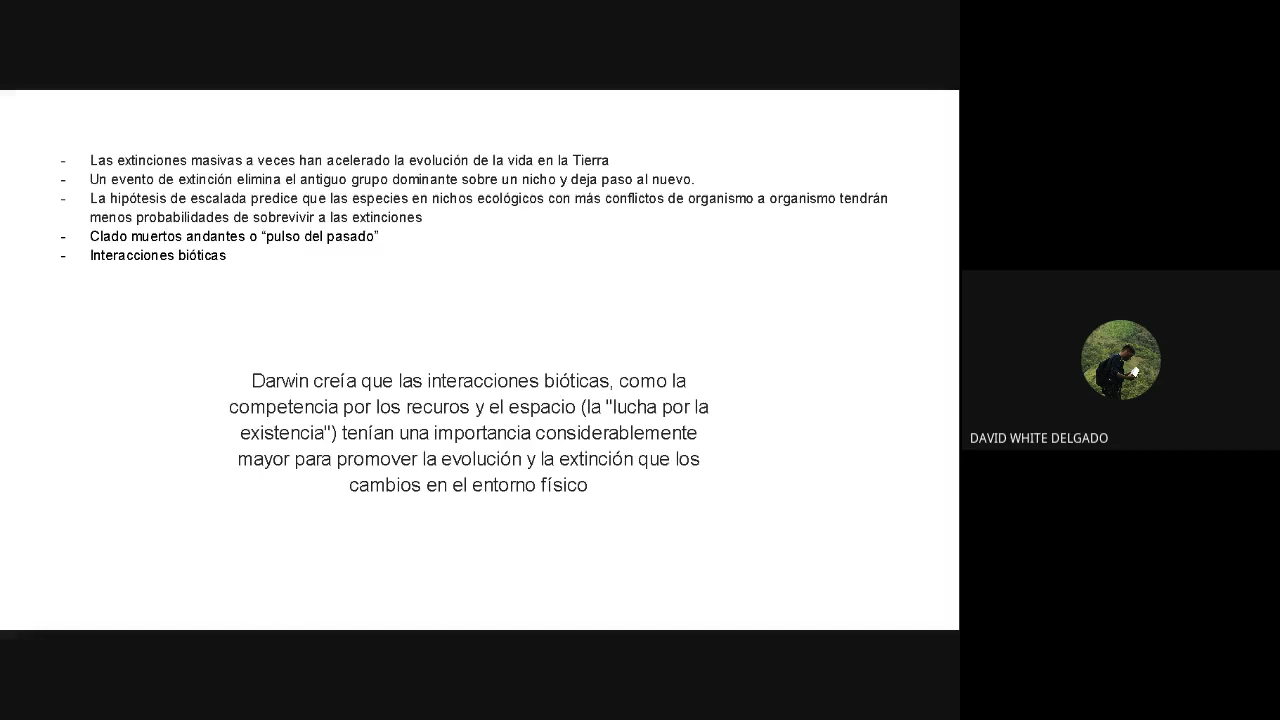 - Las extinciones masivas a veces han acelerado la evolución de la vida en la Tierra
- Un evento de extinción elimina el antiguo grupo dominante sobre un nicho y deja paso al nuevo.
- La hipótesis de escalada predice que las especies en nichos ecológicos con más conflictos de organismo a organismo tendrán
menos probabilidades de sobrevivir a las extinciones
- Clado muertos andantes o “pulso del pasado”
- Interacciones bióticas
Darwin creía que las interacciones bióticas, como la
competencia por los recuros y el espacio (la "lucha por la
existencia") tenían una importancia considerablemente
mayor para promover la evolución y la extinción que los
cambios en el entorno físico
DAVID WHITE DELGADO